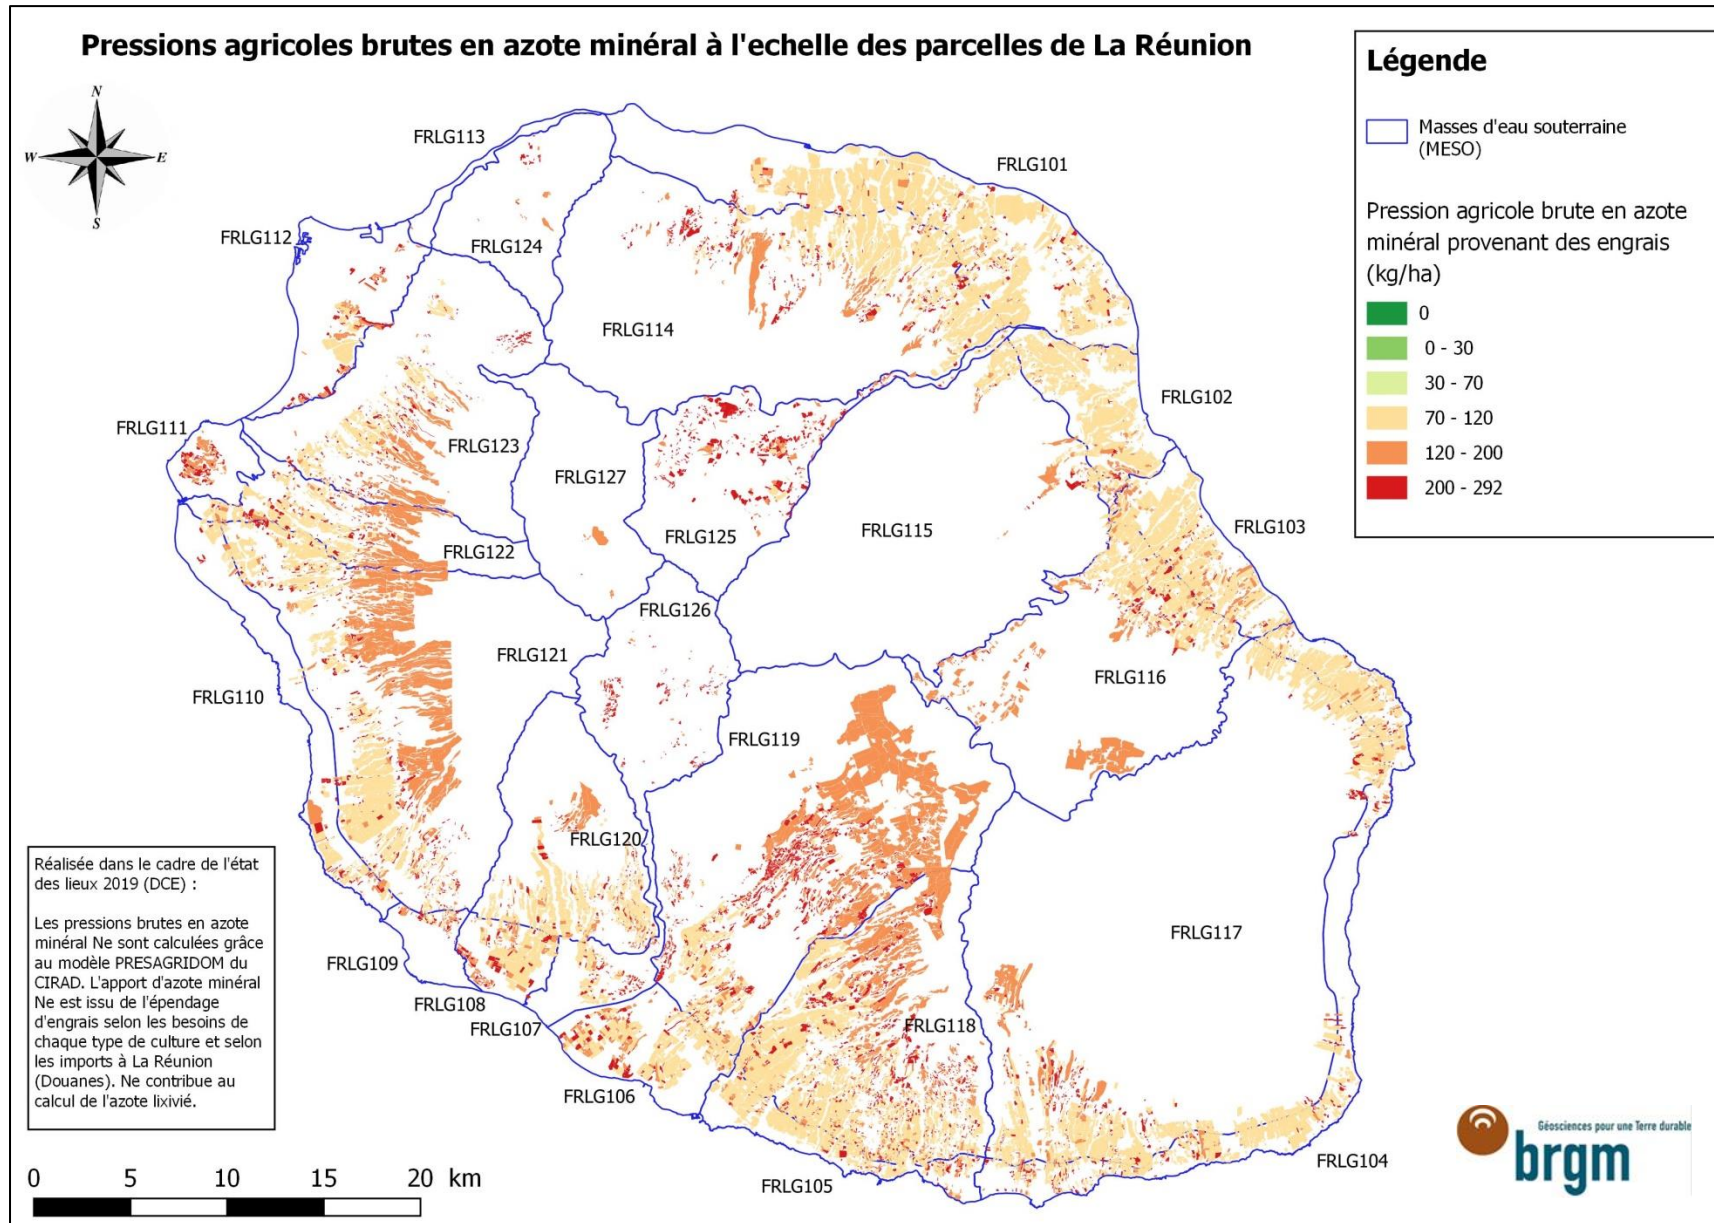 Pressions agricoles brutes en azote minéral à l'echelle des parcelles de La Réunion
N
W
E
S
Légende
Masses d'eau souterraine
(MESO)
Pression agricole brute en azote
minéral provenant des engrais
(kg/ha)
0
0 - 30
30 - 70
70 - 120
120 - 200
200 - 292
FRLG113
FRLG101
FRLG112
FRLG124
FRLG114
FRLG102
FRLG111
FRLG123
FRLG127
FRLG125
FRLG115
FRLG103
FRLG122
FRLG126
FRLG121
FRLG116
FRLG110
FRLG119
FRLG120
FRLG117
FRLG109
FRLG108
FRLG107
FRLG118
FRLG106
FRLG105
FRLG104
Réalisée dans le cadre de l'état
des lieux 2019 (DCE) :
Les pressions brutes en azote
minéral Ne sont calculées grâce
au modèle PRESAGRIDOM du
CIRAD. L'apport d'azote minéral
Ne est issu de l'épendage
d'engrais selon les besoins de
chaque type de culture et selon
les imports à La Réunion
(Douanes). Ne contribue au
calcul de l'azote lixivié.
0 5 10 15 20 km
Géosciences pour une Terre durable
brgm